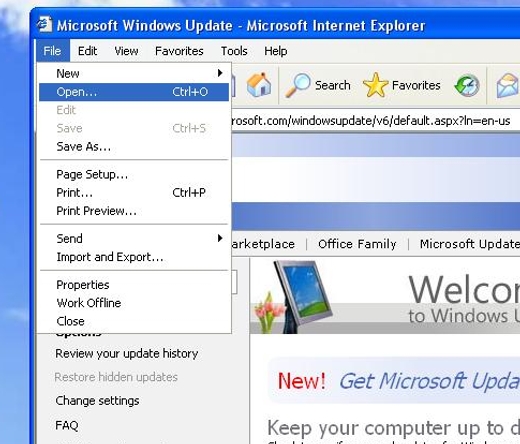 Microsoft Windows Update - Microsoft Internet Explorer
File Edit View Favorites Tools Help
Search Favorites
New
Open... Ctrl+O
Edit
Save Ctrl+S
Save As...
Page Setup...
Print... Ctrl+P
Print Preview...
Send
Import and Export...
Properties
Work Offline
Close
rosoft.com/windowsupdate/v6/default.aspx?ln=en-us
arketplace | Office Family | Microsoft Update
Options
Review your update history
Restore hidden updates
Change settings
FAQ
Welco
to Windows U
New! Get Microsoft Upda
Keep your computer up to d